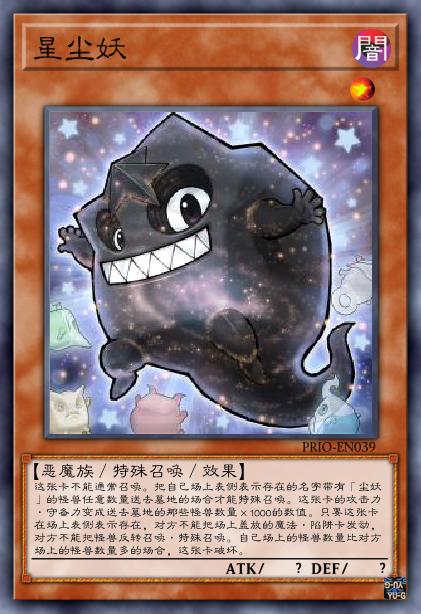 星尘妖
闇
PRIO-EN039
【恶魔族／特殊召唤／效果】
这张卡不能通常召唤。把自己场上表侧表示存在的名字带有「尘妖
」的怪兽任意数量送去墓地的场合才能特殊召唤。这张卡的攻击力
·守备力变成送去墓地的那些怪兽数量×1000的数值。只要这张卡
在场上表侧表示存在，对方不能把场上盖放的魔法·陷阱卡发动，
对方不能把怪兽反转召唤·特殊召唤。自己场上的怪兽数量比对方
场上的怪兽数量多的场合，这张卡破坏。
ATK/ ? DEF/ ?